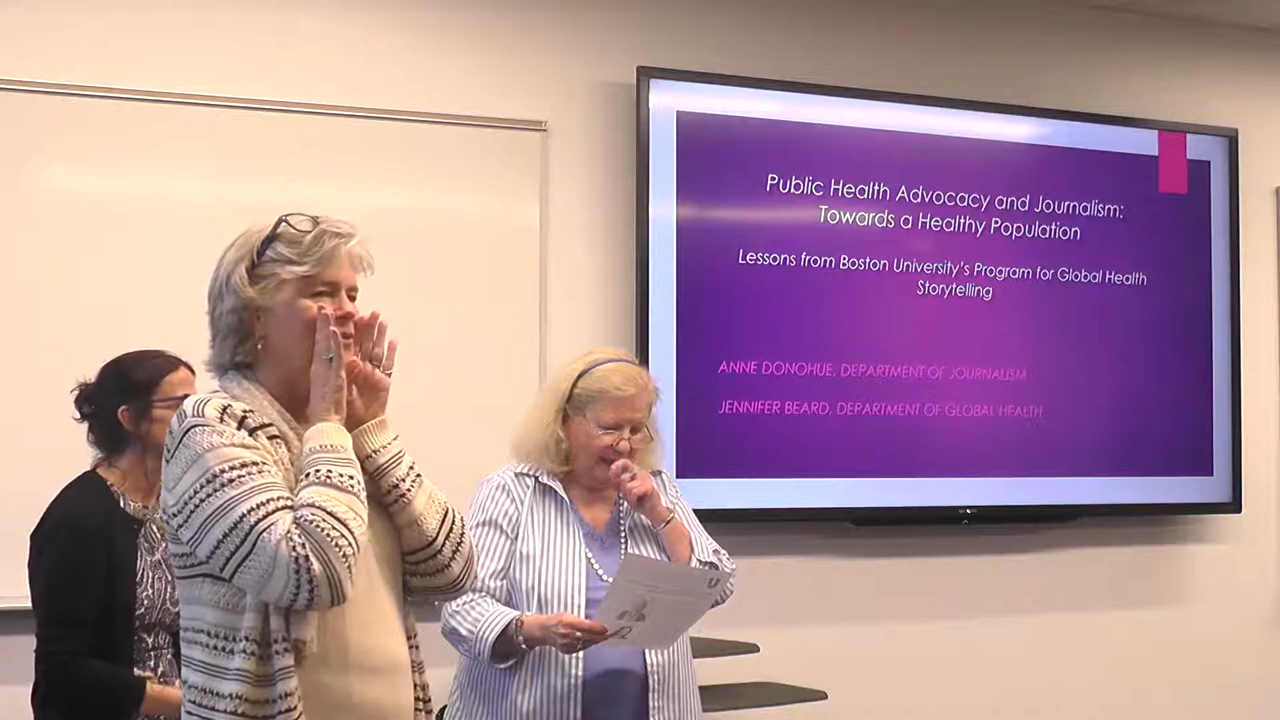 Public Health Advocacy and Journalism:
Towards a Healthy Population
Lessons from Boston University's Program for Global Health
Storytelling
ANNE DONOHUE, DEPARTMENT OF JOURNALISM
JENNIFER BEARD, DEPARTMENT OF GLOBAL HEALTH